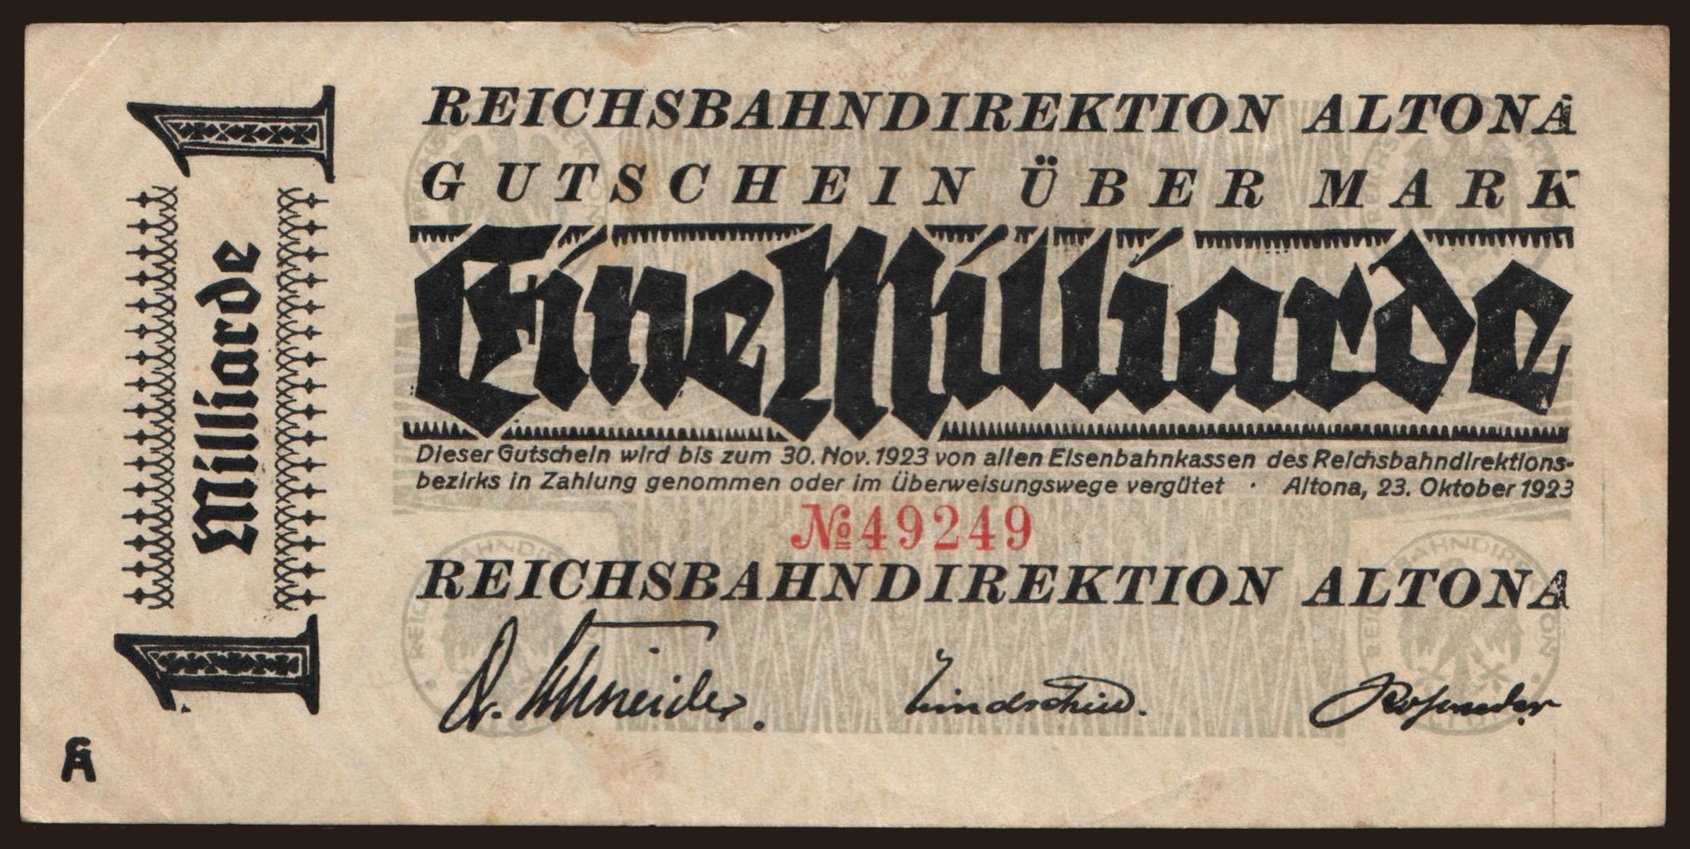 REICHSBAHNDIREKTION ALTONA
GUTSCHEIN ÜBER MARK
Eine Milliarde
Dieser Gutschein wird bis zum 30. Nov. 1923 von allen Eisenbahnkassen des Reichsbahndirektions-
bezirks in Zahlung genommen oder im Überweisungswege vergütet · Altona, 23. Oktober 1923
№49249
REICHSBAHNDIREKTION ALTONA
1 Milliarde 1
A